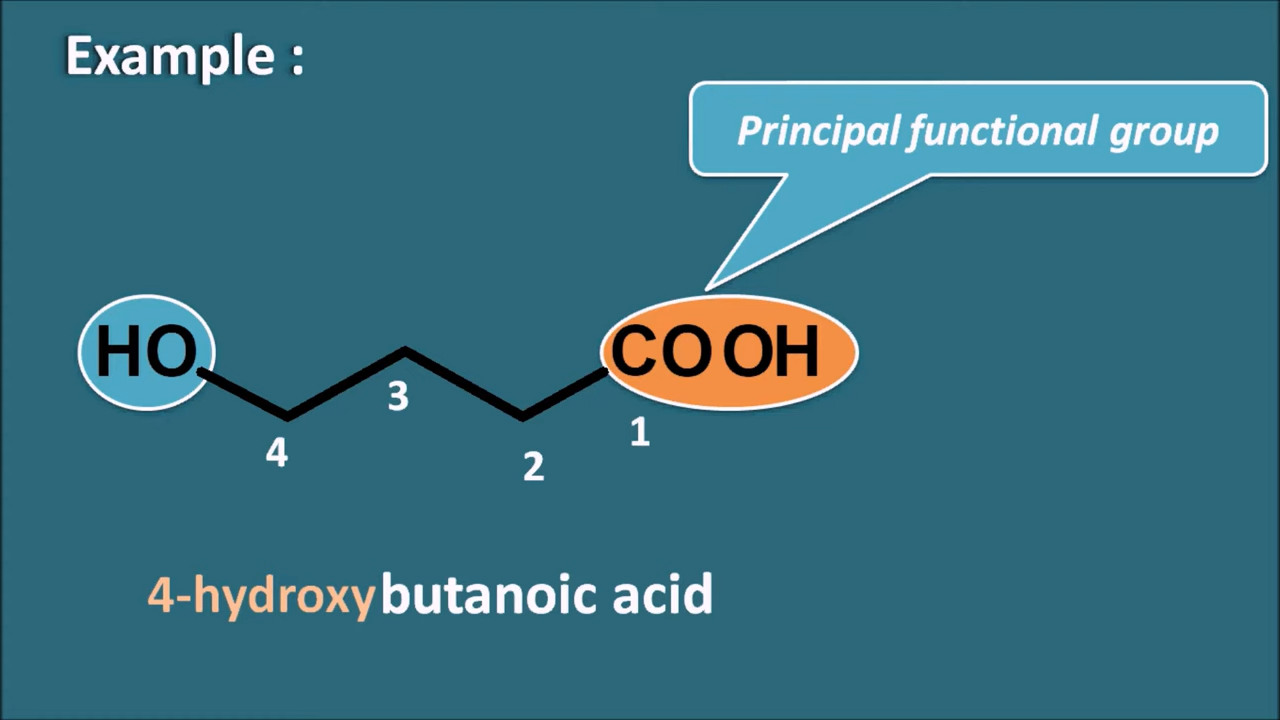 Example :
Principal functional group
HO
COOH
3
1
4
2
4-hydroxybutanoic acid